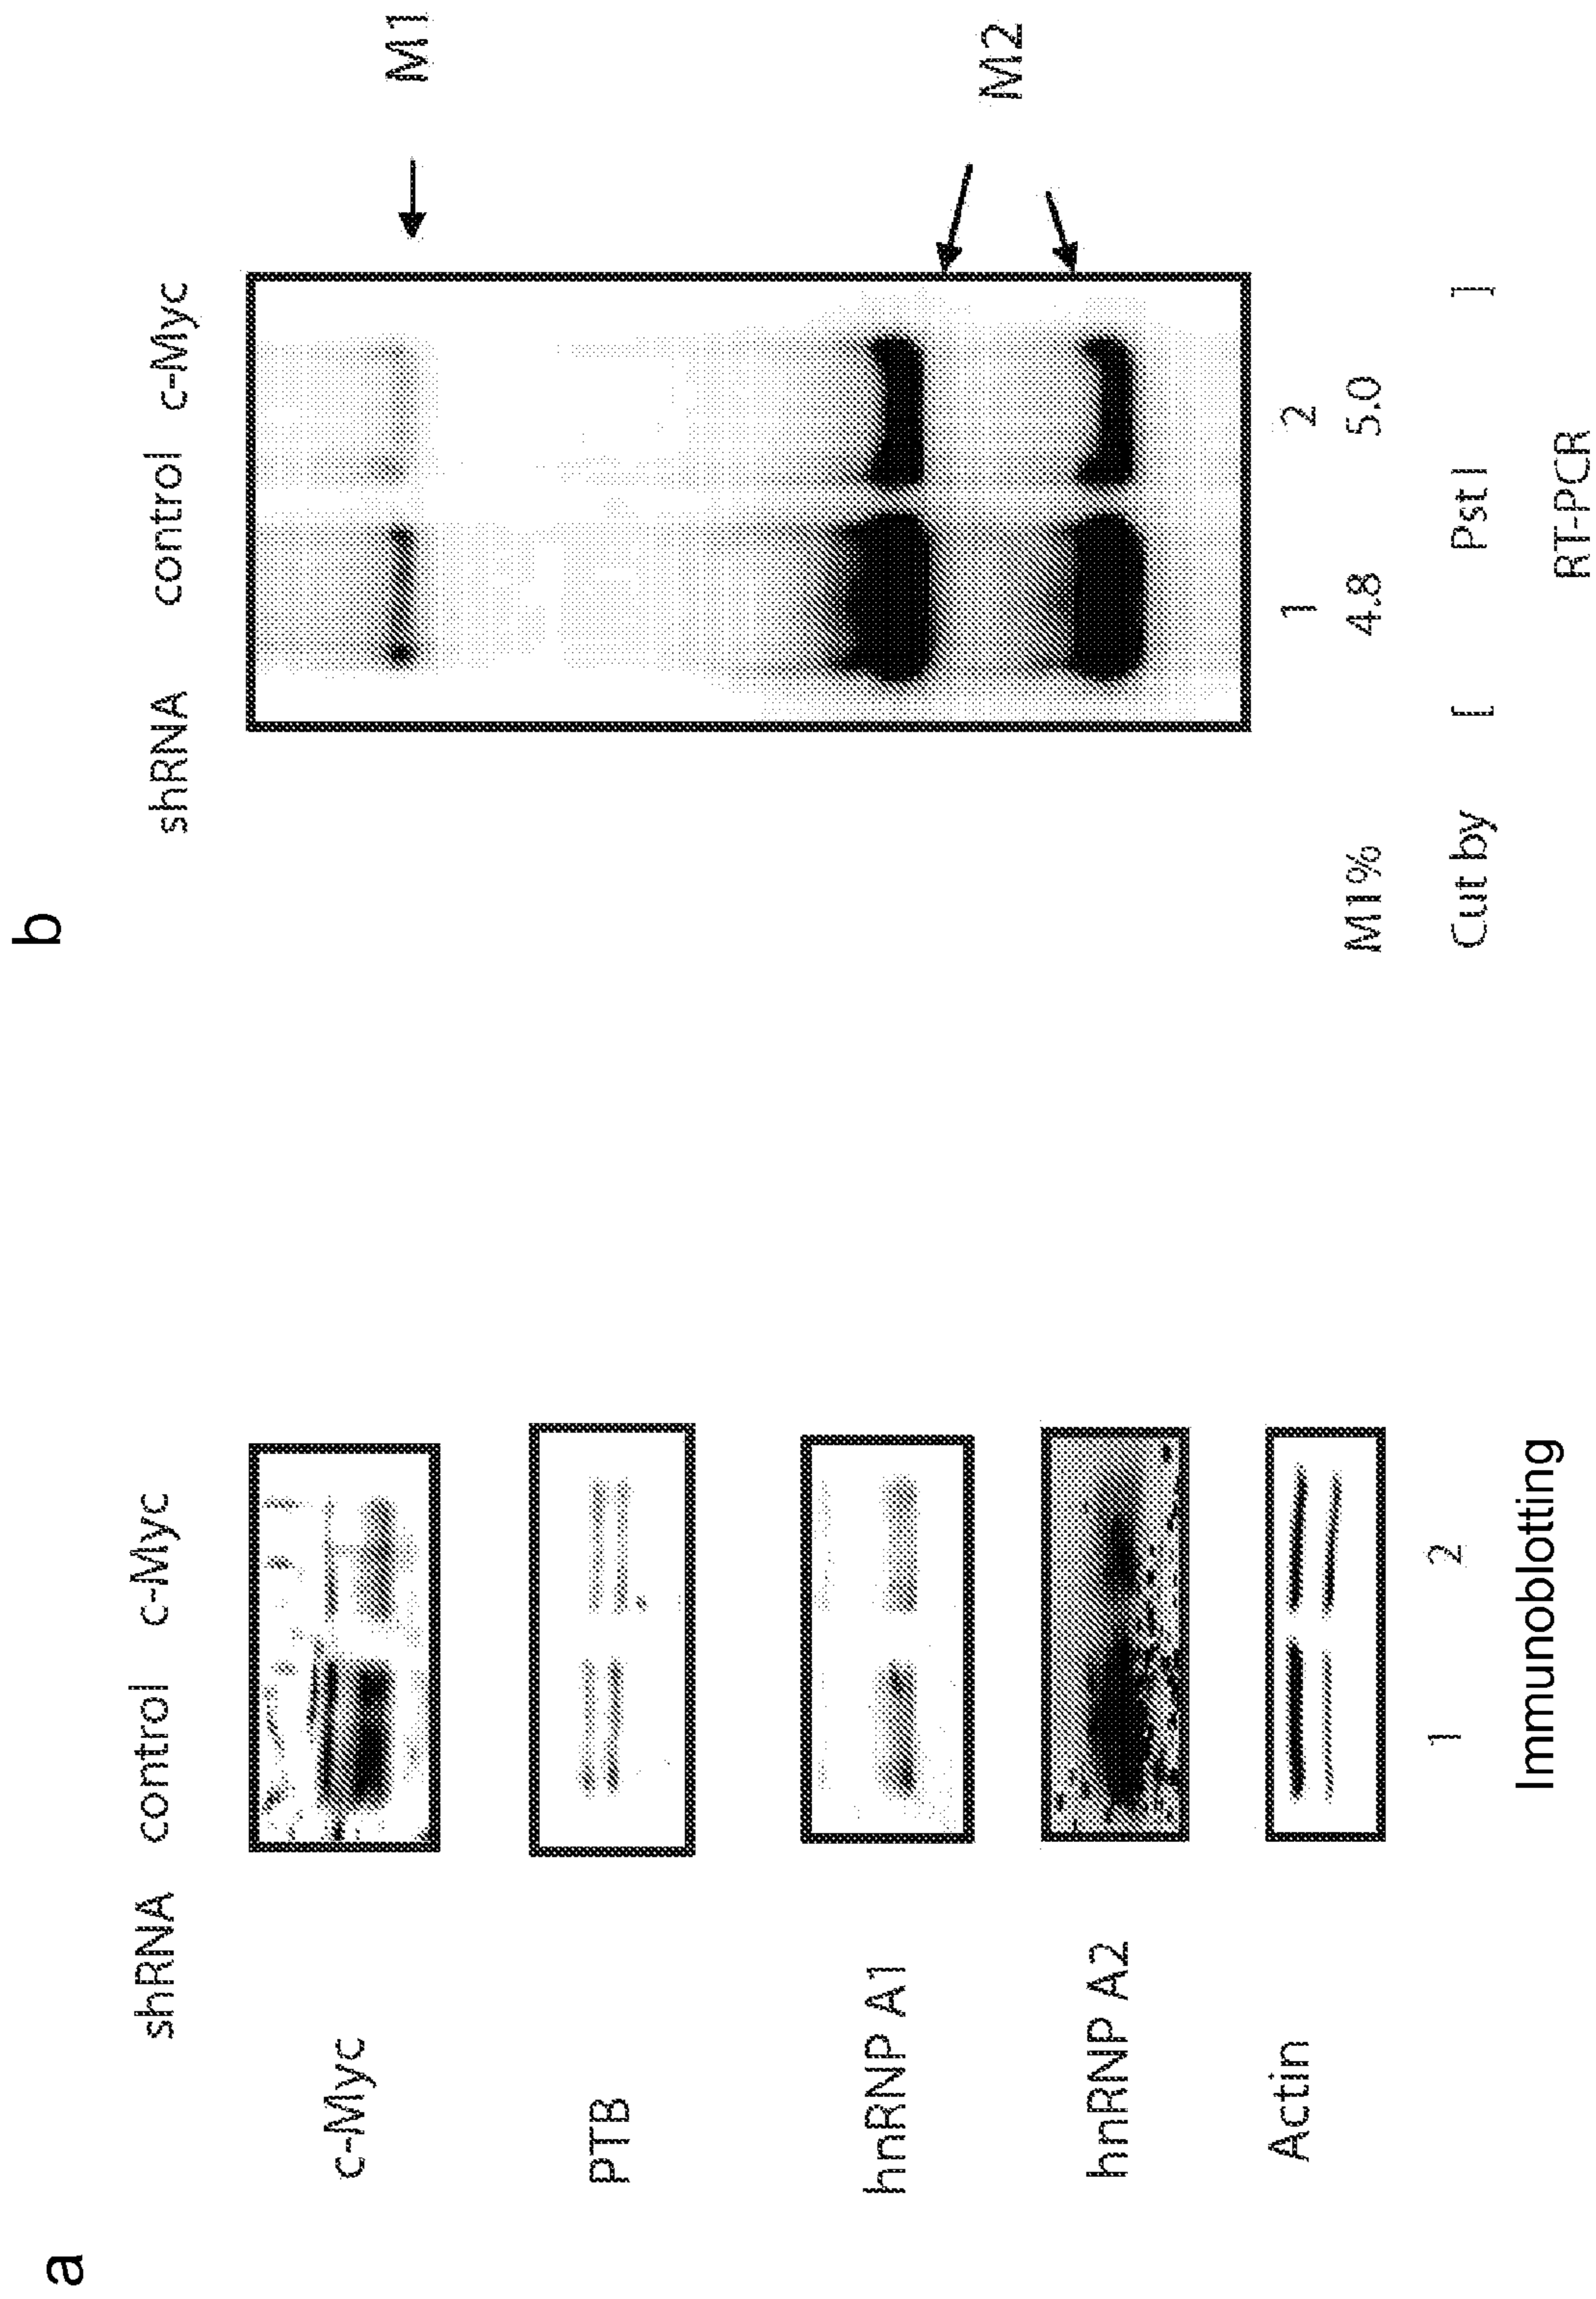 a
shRNA control c-Myc
c-Myc
PTB
hnRNP A1
hnRNP A2
Actin
1 2
Immunoblotting
b
shRNA control c-Myc
M1
M2
1 2
M1% 4.8 5.0
Cut by [ Pst I ]
RT-PCR